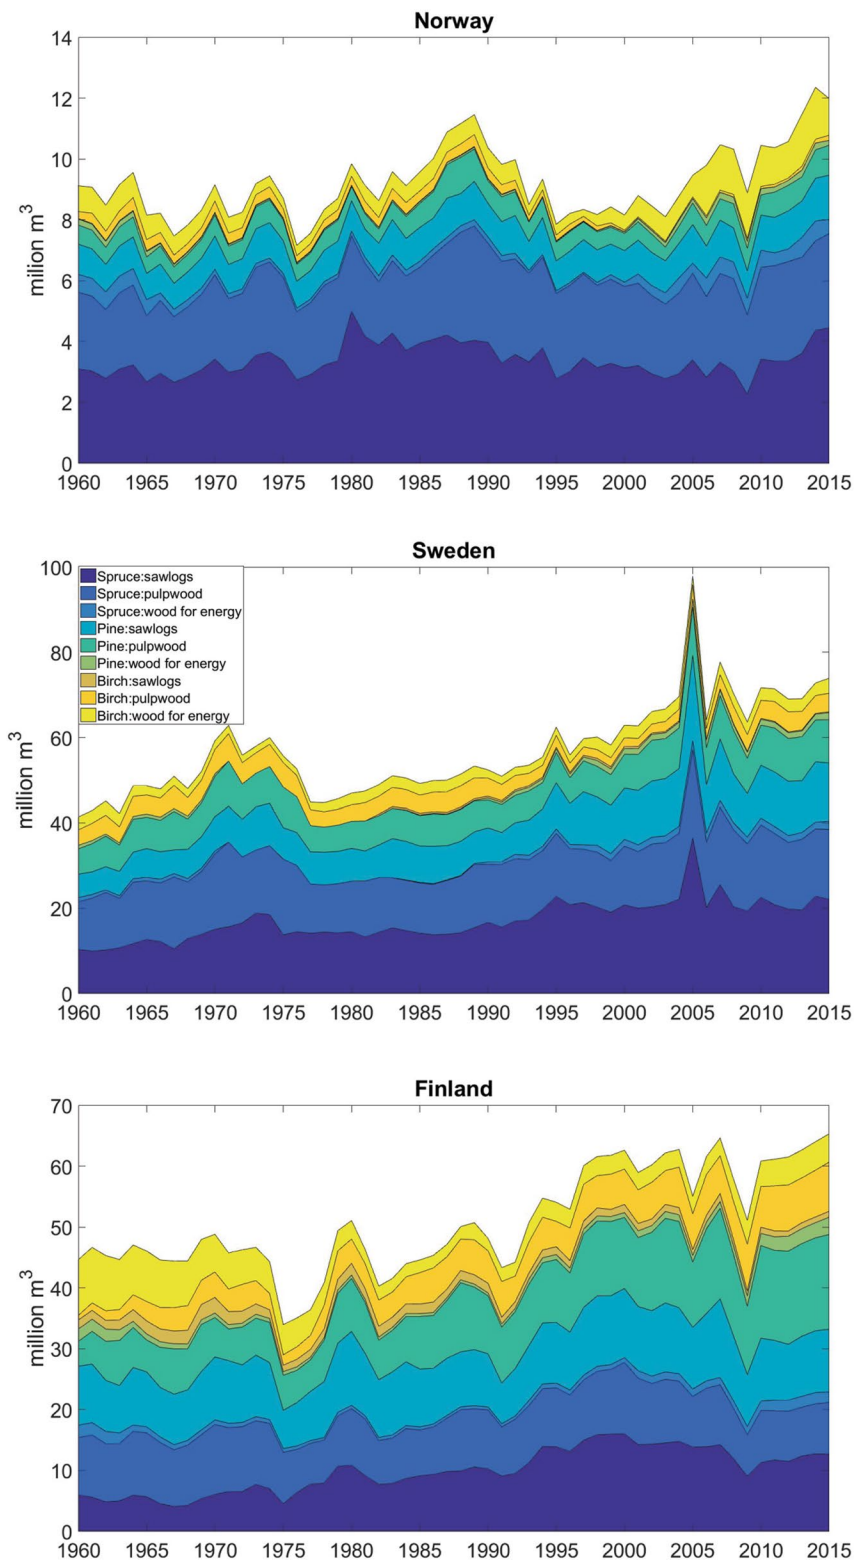 Norway
milion m3
14
12
10
8
6
4
2
0
1960 1965 1970 1975 1980 1985 1990 1995 2000 2005 2010 2015
Sweden
million m3
100
80
60
40
20
0
Spruce:sawlogs
Spruce:pulpwood
Spruce:wood for energy
Pine:sawlogs
Pine:pulpwood
Pine:wood for energy
Birch:sawlogs
Birch:pulpwood
Birch:wood for energy
1960 1965 1970 1975 1980 1985 1990 1995 2000 2005 2010 2015
Finland
million m3
70
60
50
40
30
20
10
0
1960 1965 1970 1975 1980 1985 1990 1995 2000 2005 2010 2015